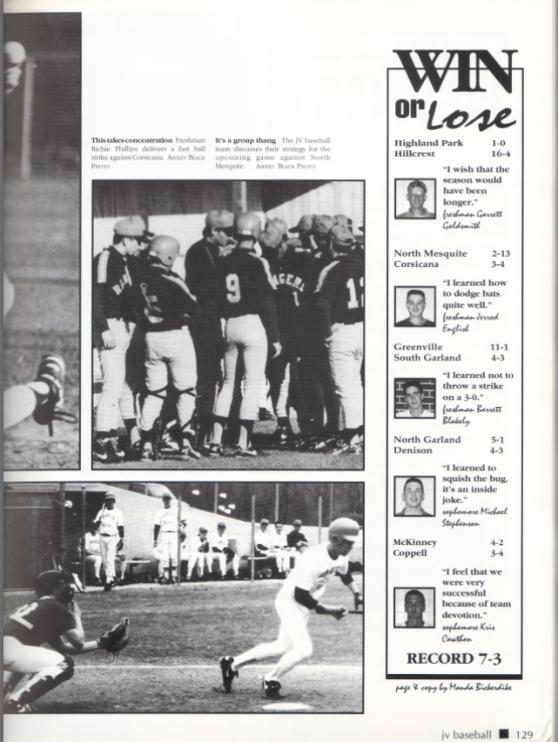 This takes concentration Freshman
Richie Phillips delivers a fast ball
strike against Corsicana. ASHLEY BLACK
PHOTO
It's a group thang The JV baseball
team discusses their strategy for the
upcoming game against North
Mesquite. ASHLEY BLACK PHOTO
9
WIN
or Lose
Highland Park 1-0
Hillcrest 16-4
"I wish that the
season would
have been
longer."
freshman Garrett
Goldsmith
North Mesquite 2-13
Corsicana 3-4
"I learned how
to dodge bats
quite well."
freshman Jerrod
English
Greenville 11-1
South Garland 4-3
"I learned not to
throw a strike
on a 3-0."
freshman Barrett
Blakely
North Garland 5-1
Denison 4-3
"I learned to
squish the bug,
it's an inside
joke."
sophomore Michael
Stephenson
McKinney 4-2
Coppell 3-4
"I feel that we
were very
successful
because of team
devotion."
sophomore Kris
Cawthon
RECORD 7-3
page & copy by Manda Bickerdike
jv baseball ■ 129